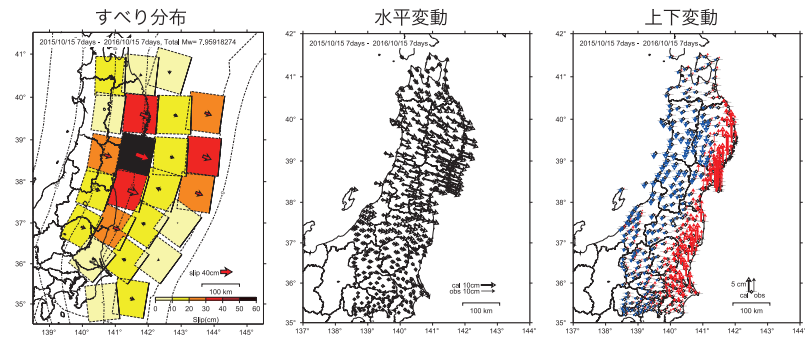 すべり分布
2015/10/15 7days - 2016/10/15 7days, Total Mw= 7.95918274
42°
41°
40°
39°
38°
37°
36°
35°
slip 40cm
100 km
0 10 20 30 40 50 60
Slip(cm)
139° 140° 141° 142° 143° 144° 145°
水平変動
2015/10/15 7days - 2016/10/15 7days
42°
41°
40°
39°
38°
37°
36°
35°
cal 10cm
obs 10cm
100 km
137° 138° 139° 140° 141° 142° 143° 144°
上下変動
2015/10/15 7days - 2016/10/15 7days
42°
41°
40°
39°
38°
37°
36°
35°
5 cm
cal obs
100 km
137° 138° 139° 140° 141° 142° 143° 144°